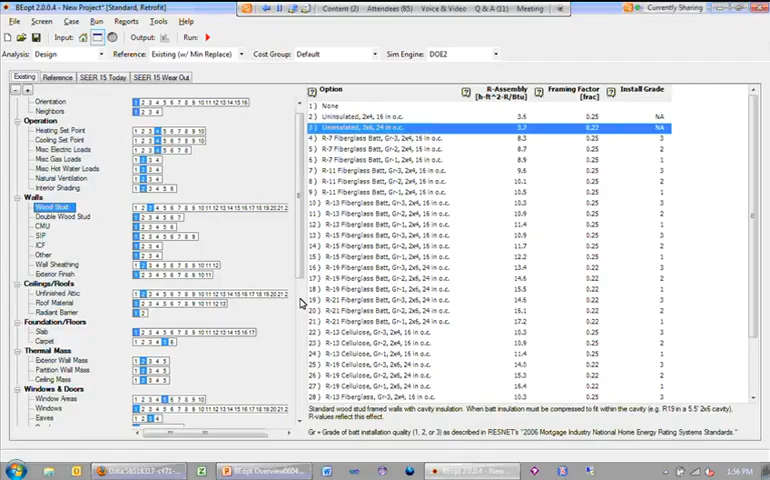 BEopt 2.0.0.4 - New Project* [Standard, Retrofit]
Content (2) Attendees (85) Voice & Video Q & A (11) Meeting
Currently Sharing
File Screen Case Run Reports Tools Help
Input: Output: Run:
Analysis: Design Reference: Existing (w/ Min Replace) Cost Group: Default Sim Engine: DOE2
Existing Reference SEER 15 Today SEER 15 Wear Out
Orientation
Neighbors
Operation
Heating Set Point
Cooling Set Point
Misc Electric Loads
Misc Gas Loads
Misc Hot Water Loads
Natural Ventilation
Interior Shading
Walls
Wood Stud
Double Wood Stud
CMU
SIP
ICF
Other
Wall Sheathing
Exterior Finish
Ceilings/Roofs
Unfinished Attic
Roof Material
Radiant Barrier
Foundation/Floors
Slab
Carpet
Thermal Mass
Exterior Wall Mass
Partition Wall Mass
Ceiling Mass
Windows & Doors
Window Areas
Windows
Eaves
Option R-Assembly [h-ft^2-R/Btu] Framing Factor [frac] Install Grade
1) None
2) Uninsulated, 2x4, 16 in o.c. 3.6 0.25 NA
3) Uninsulated, 2x6, 24 in o.c. 3.7 0.22 NA
4) R-7 Fiberglass Batt, Gr-3, 2x4, 16 in o.c. 8.3 0.25 3
5) R-7 Fiberglass Batt, Gr-2, 2x4, 16 in o.c. 8.7 0.25 2
6) R-7 Fiberglass Batt, Gr-1, 2x4, 16 in o.c. 8.9 0.25 1
7) R-11 Fiberglass Batt, Gr-3, 2x4, 16 in o.c. 9.6 0.25 3
8) R-11 Fiberglass Batt, Gr-2, 2x4, 16 in o.c. 10.1 0.25 2
9) R-11 Fiberglass Batt, Gr-1, 2x4, 16 in o.c. 10.5 0.25 1
10) R-13 Fiberglass Batt, Gr-3, 2x4, 16 in o.c. 10.3 0.25 3
11) R-13 Fiberglass Batt, Gr-2, 2x4, 16 in o.c. 10.9 0.25 2
12) R-13 Fiberglass Batt, Gr-1, 2x4, 16 in o.c. 11.4 0.25 1
13) R-15 Fiberglass Batt, Gr-3, 2x4, 16 in o.c. 10.9 0.25 3
14) R-15 Fiberglass Batt, Gr-2, 2x4, 16 in o.c. 11.7 0.25 2
15) R-15 Fiberglass Batt, Gr-1, 2x4, 16 in o.c. 12.2 0.25 1
16) R-19 Fiberglass Batt, Gr-3, 2x6, 24 in o.c. 13.4 0.22 3
17) R-19 Fiberglass Batt, Gr-2, 2x6, 24 in o.c. 14.6 0.22 2
18) R-19 Fiberglass Batt, Gr-1, 2x6, 24 in o.c. 15.5 0.22 1
19) R-21 Fiberglass Batt, Gr-3, 2x6, 24 in o.c. 14.6 0.22 3
20) R-21 Fiberglass Batt, Gr-2, 2x6, 24 in o.c. 16.1 0.22 2
21) R-21 Fiberglass Batt, Gr-1, 2x6, 24 in o.c. 17.2 0.22 1
22) R-13 Cellulose, Gr-3, 2x4, 16 in o.c. 10.3 0.25 3
23) R-13 Cellulose, Gr-2, 2x4, 16 in o.c. 10.9 0.25 2
24) R-13 Cellulose, Gr-1, 2x4, 16 in o.c. 11.4 0.25 1
25) R-19 Cellulose, Gr-3, 2x6, 24 in o.c. 14.0 0.22 3
26) R-19 Cellulose, Gr-2, 2x6, 24 in o.c. 15.3 0.22 2
27) R-19 Cellulose, Gr-1, 2x6, 24 in o.c. 16.4 0.22 1
28) R-13 Fiberglass, Gr-3, 2x4, 16 in o.c. 10.3 0.25 3
Standard wood stud framed walls with cavity insulation. When batt insulation must be compressed to fit within the cavity (e.g. R19 in a 5.5" 2x6 cavity),
R-values reflect this effect.
Gr = Grade of batt installation quality (1, 2, or 3) as described in RESNET's "2006 Mortgage Industry National Home Energy Rating Systems Standards."
BEopt Overview0604...
BEopt 2.0.0.4 - New ...
1:56 PM